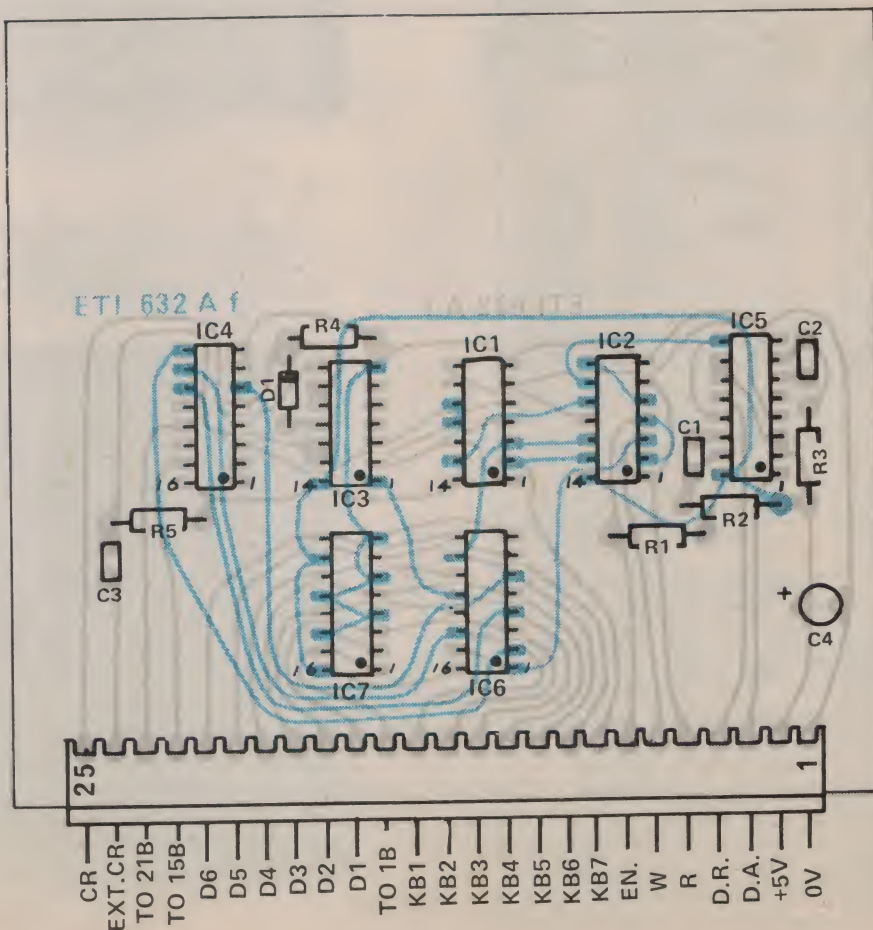 ETI 632 A f
IC4
R4
IC1
IC2
IC5
C2
D1
C1
R3
16
1
14
IC3
1
14
1
14
1
1
R5
R2
R1
C3
+
C4
16
1
16
1
IC7
IC6
25
1
CR
EXT.CR
TO 21B
TO 15B
D6
D5
D4
D3
D2
D1
TO 1B
KB1
KB2
KB3
KB4
KB5
KB6
KB7
EN.
W
R
D.R.
D.A.
+5V
0V